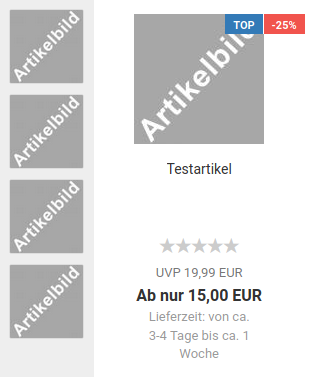 Artikelbild
Artikelbild
Artikelbild
Artikelbild
Artikelbild
TOP
-25%
Testartikel
UVP 19,99 EUR
Ab nur 15,00 EUR
Lieferzeit: von ca.
3-4 Tage bis ca. 1
Woche